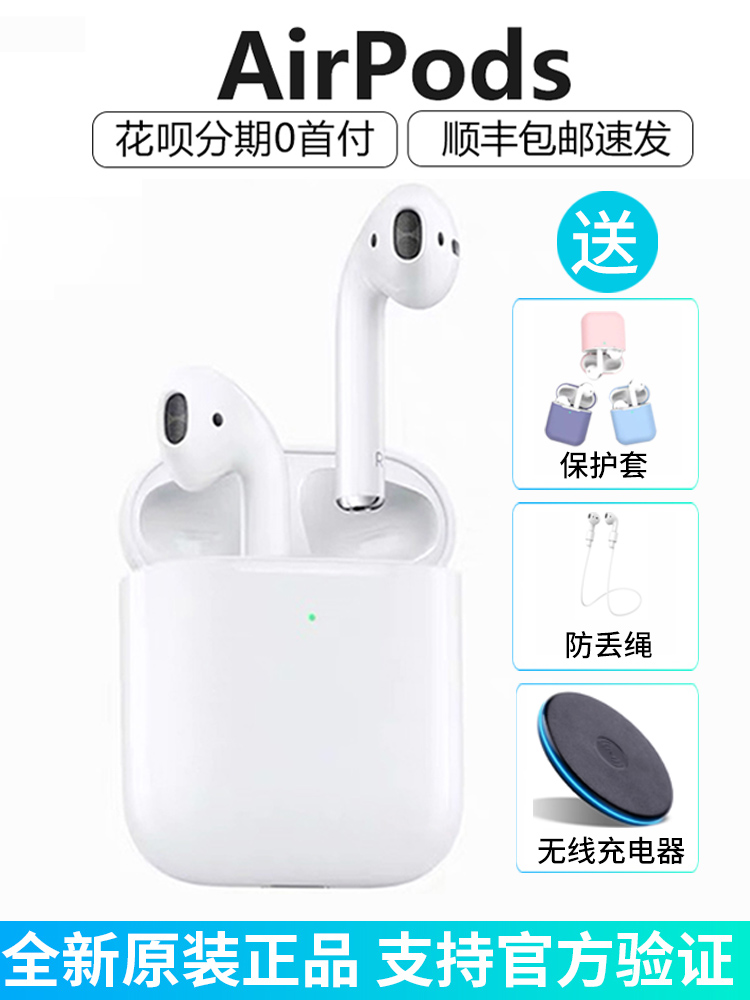 AirPods
花呗分期0首付 顺丰包邮速发
送
保护套
防丢绳
R
无线充电器
全新原装正品 支持官方验证